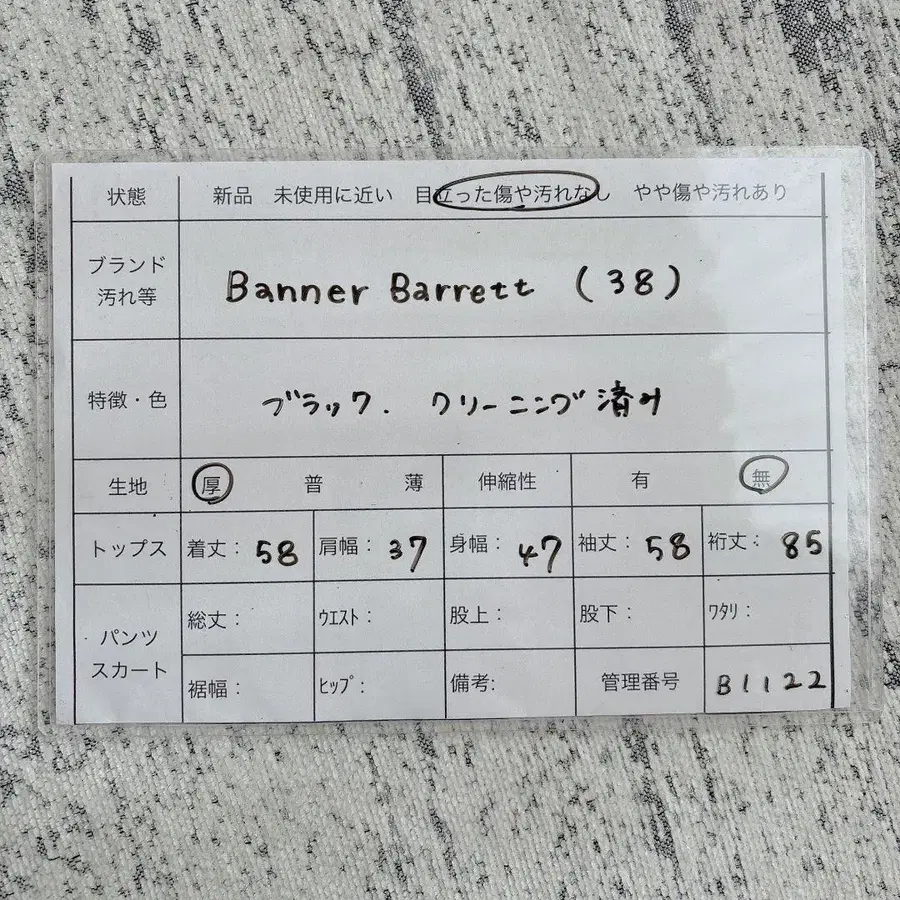 状態 新品 未使用に近い 目立った傷や汚れなし やや傷や汚れあり
ブランド
汚れ等
Banner Barrett (38)
特徴・色 ブラック. クリーニング済み
生地 厚 普 薄 伸縮性 有 無
トップス 着丈: 58 肩幅: 37 身幅: 47 袖丈: 58 裄丈: 85
パンツ
スカート
総丈: ｳｴｽﾄ: 股上: 股下: ﾜﾀﾘ:
裾幅: ﾋｯﾌﾟ: 備考: 管理番号 B1122